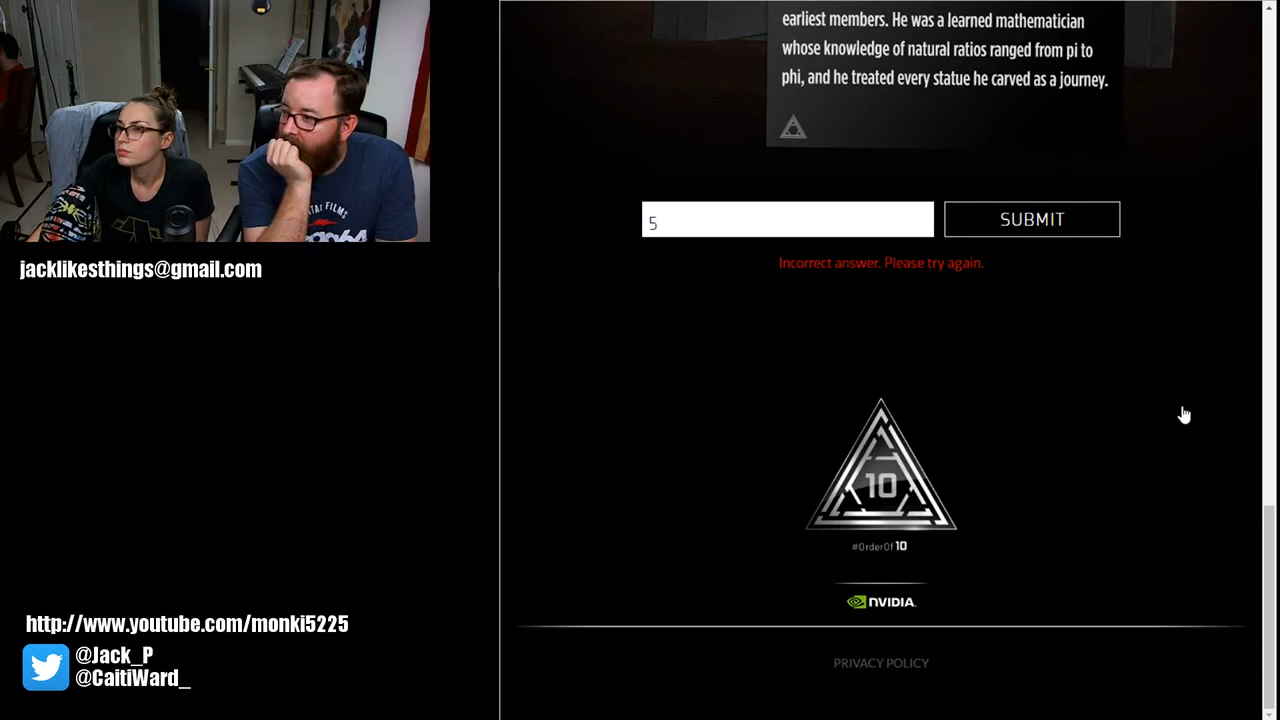 earliest members. He was a learned mathematician
whose knowledge of natural ratios ranged from pi to
phi, and he treated every statue he carved as a journey.
5
SUBMIT
Incorrect answer. Please try again.
jacklikesthings@gmail.com
10
#OrderOf 10
NVIDIA.
http://www.youtube.com/monki5225
@Jack_P
@CaitiWard_
PRIVACY POLICY